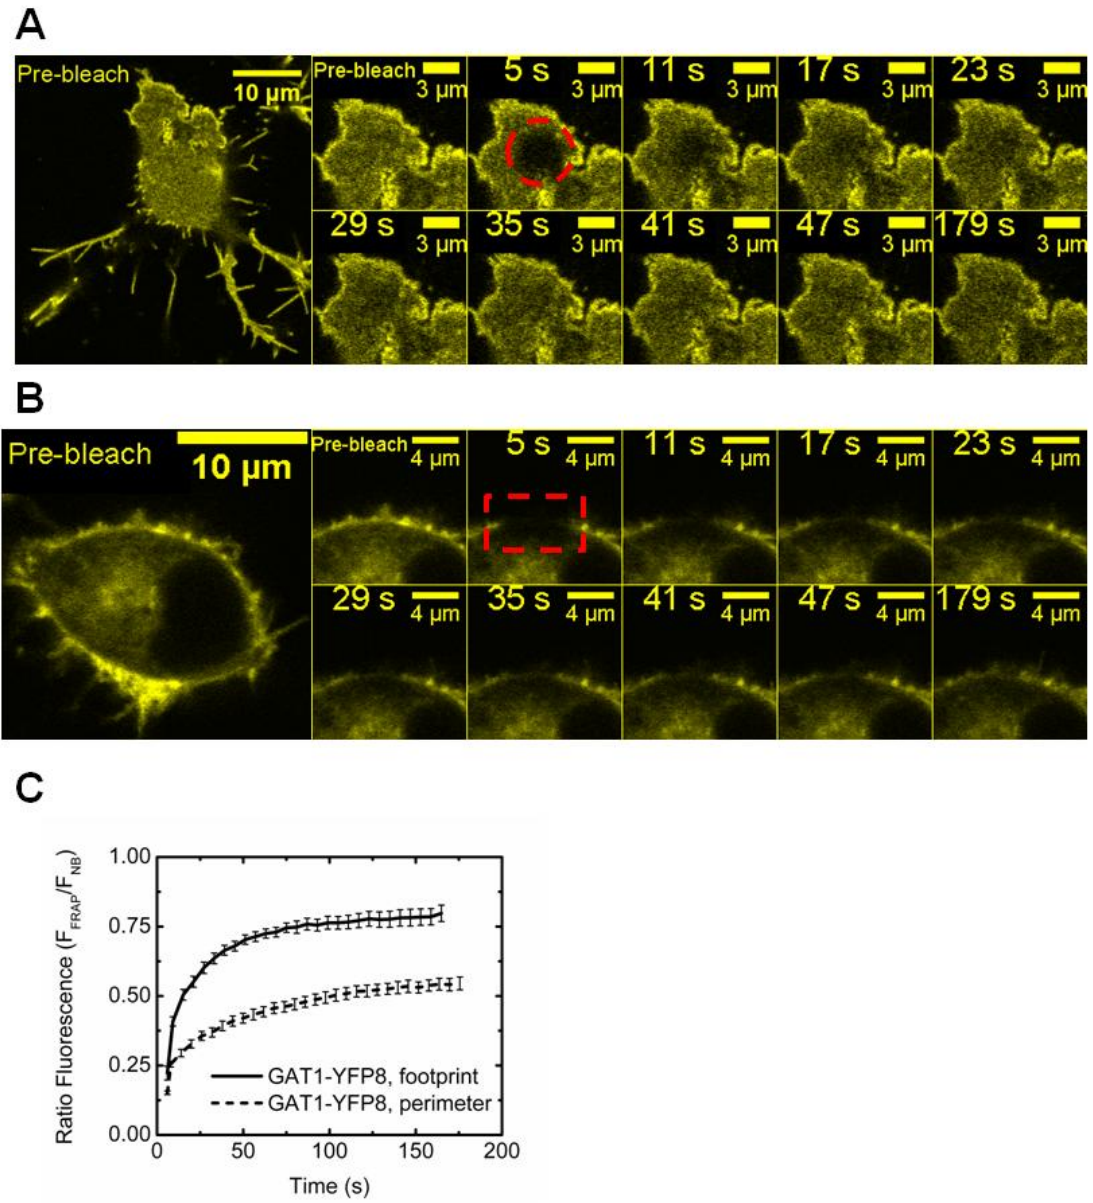 A
Pre-bleach
10 µm
Pre-bleach
3 µm
5 s
3 µm
11 s
3 µm
17 s
3 µm
23 s
3 µm
29 s
3 µm
35 s
3 µm
41 s
3 µm
47 s
3 µm
179 s
3 µm
B
Pre-bleach
10 µm
Pre-bleach
4 µm
5 s
4 µm
11 s
4 µm
17 s
4 µm
23 s
4 µm
29 s
4 µm
35 s
4 µm
41 s
4 µm
47 s
4 µm
179 s
4 µm
C
Ratio Fluorescence (F_FRAP/F_NB)
1.00
0.75
0.50
0.25
0.00
GAT1-YFP8, footprint
GAT1-YFP8, perimeter
0 50 100 150 200
Time (s)